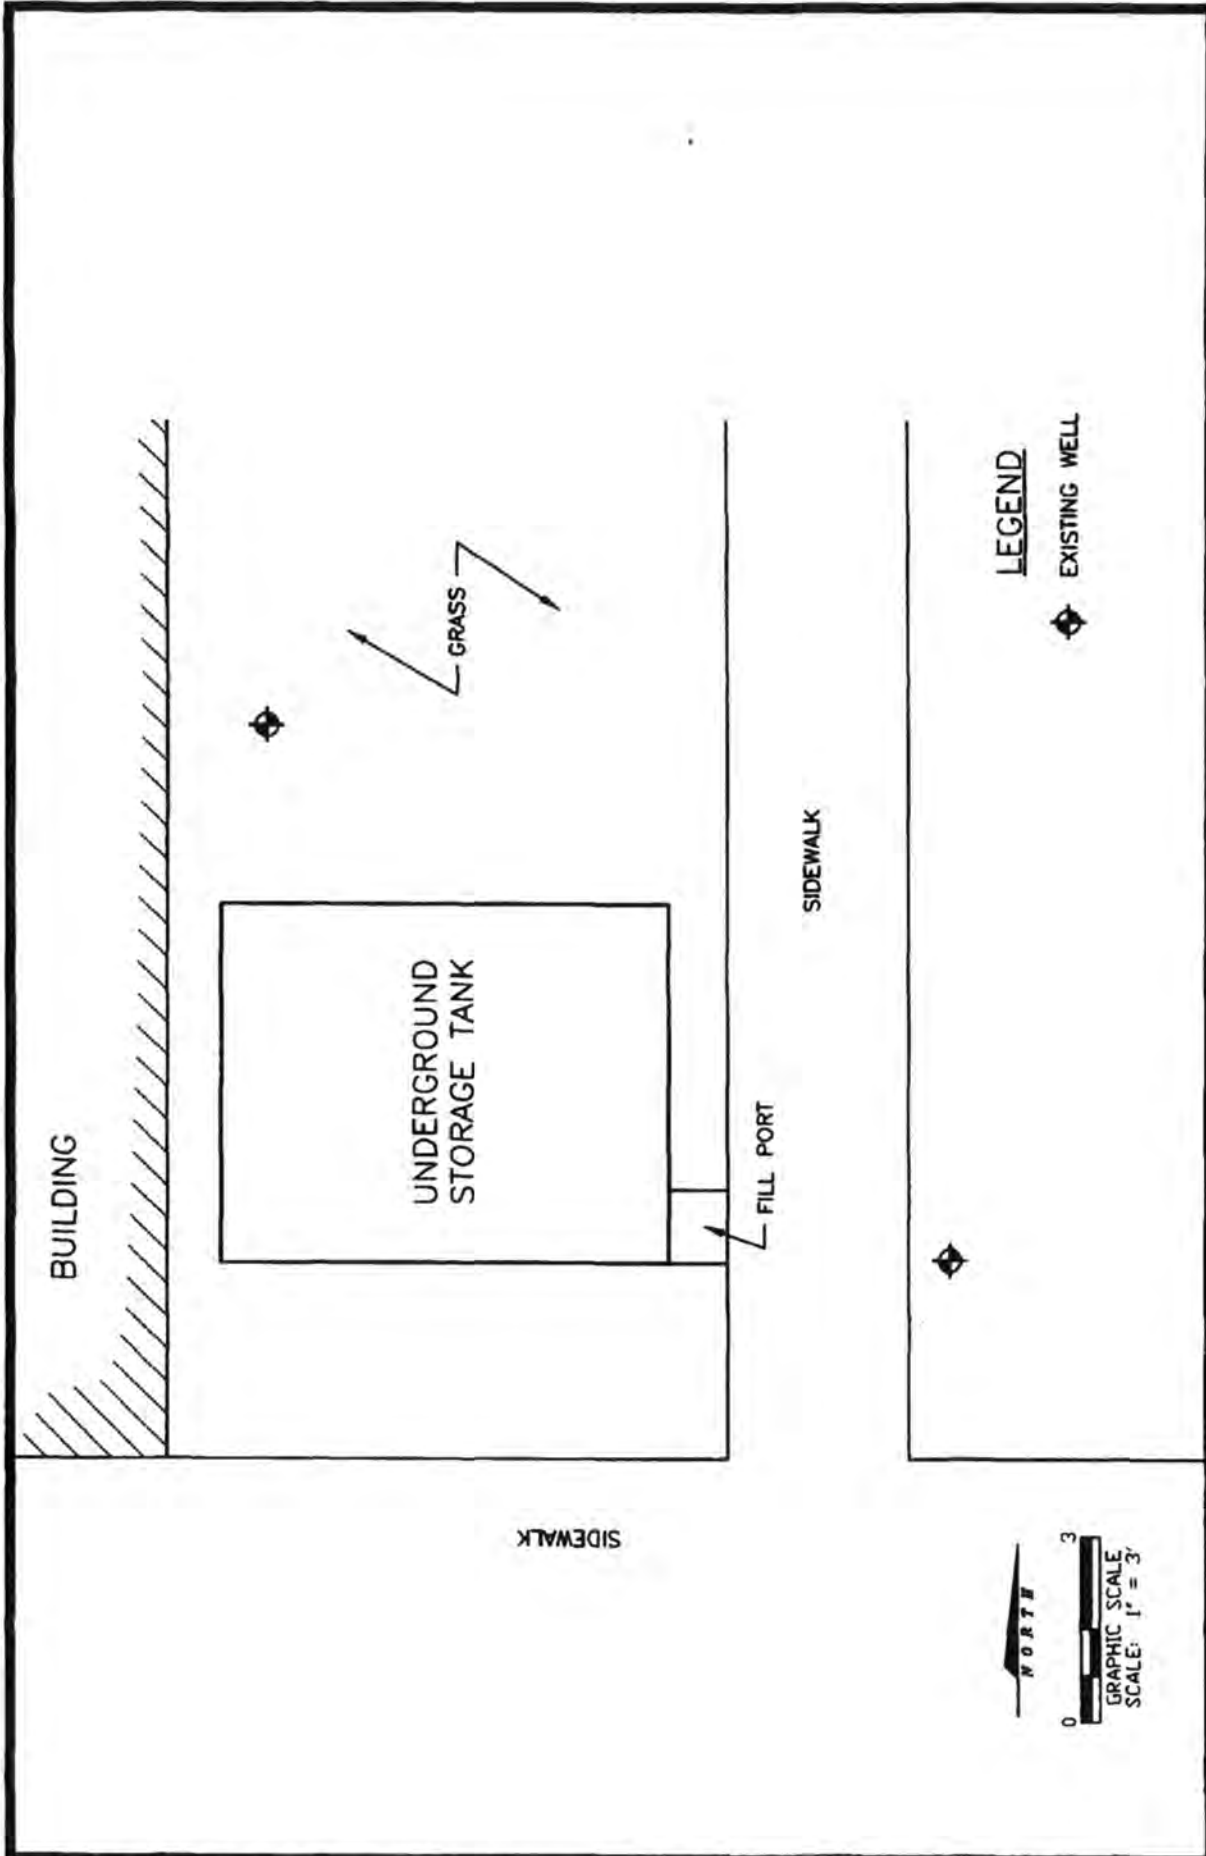 BUILDING
UNDERGROUND
STORAGE TANK
GRASS
FILL PORT
SIDEWALK
SIDEWALK
LEGEND
EXISTING WELL
NORTH
0 3
GRAPHIC SCALE
SCALE: 1" = 3'